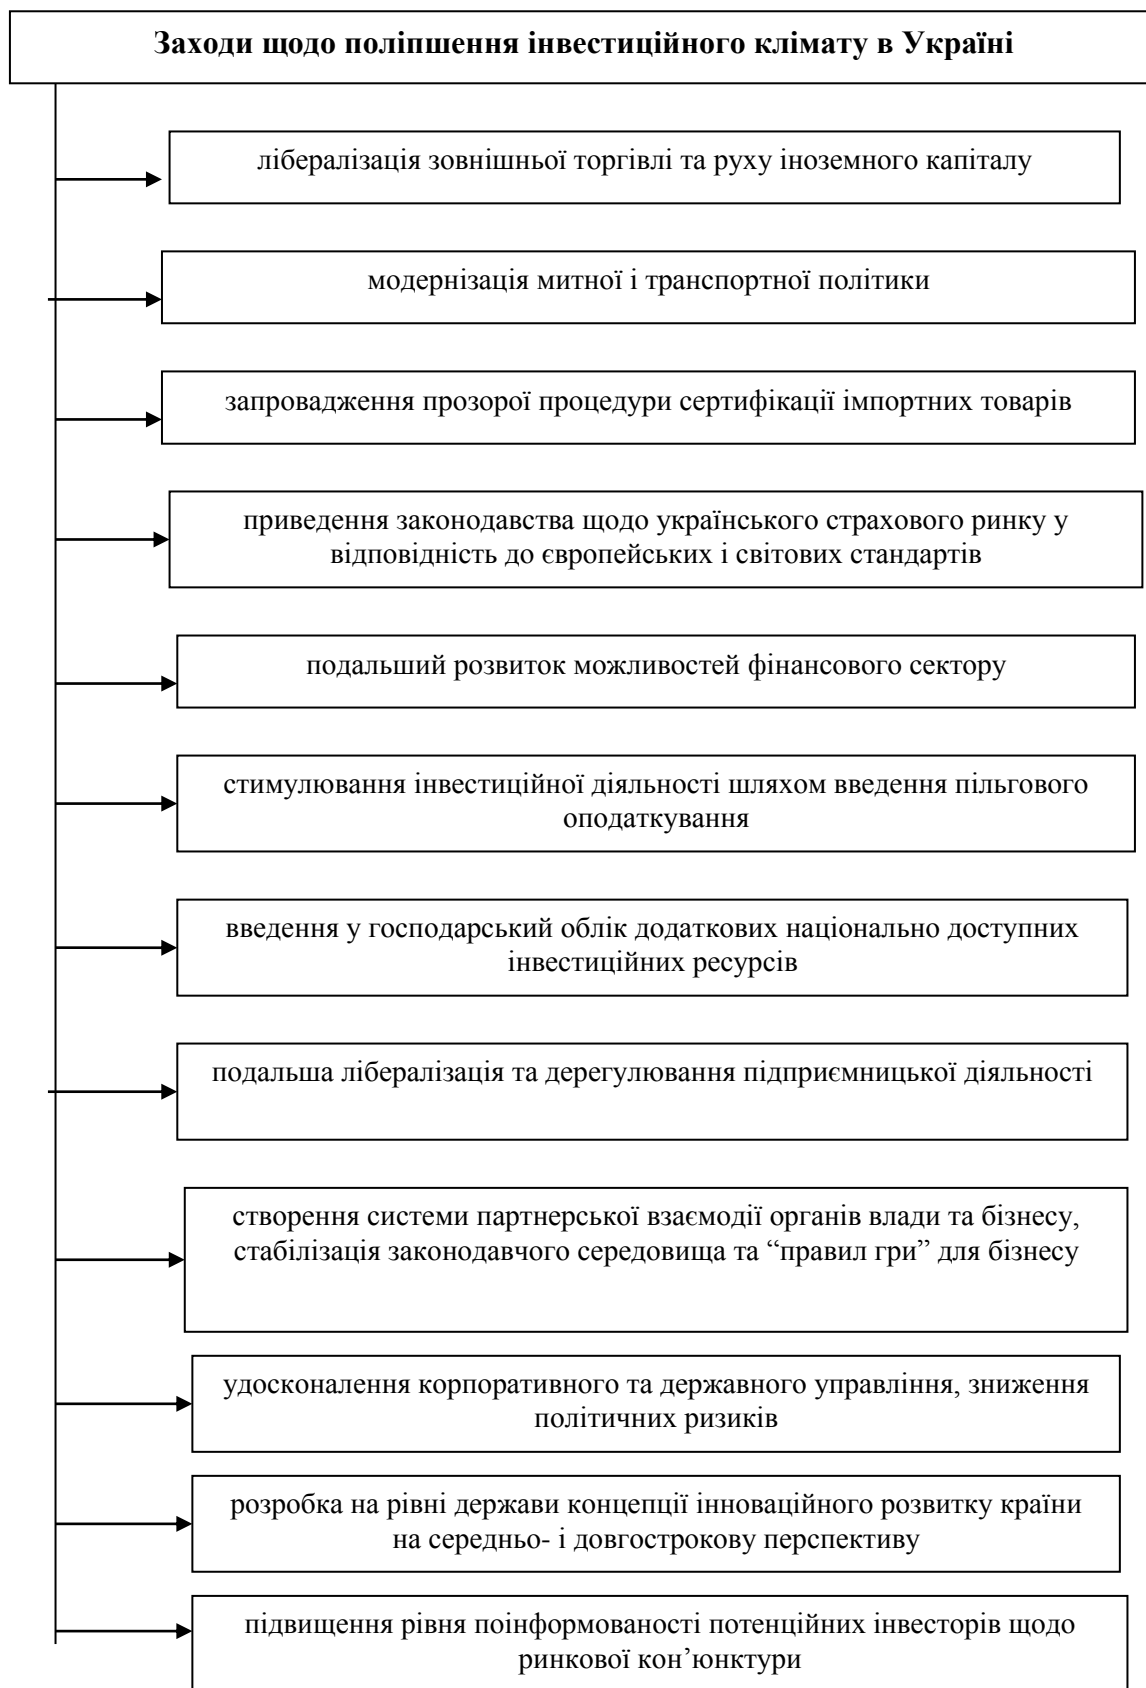 Заходи щодо поліпшення інвестиційного клімату в Україні
лібералізація зовнішньої торгівлі та руху іноземного капіталу
модернізація митної і транспортної політики
запровадження прозорої процедури сертифікації імпортних товарів
приведення законодавства щодо українського страхового ринку у
відповідність до європейських і світових стандартів
подальший розвиток можливостей фінансового сектору
стимулювання інвестиційної діяльності шляхом введення пільгового
оподаткування
введення у господарський облік додаткових національно доступних
інвестиційних ресурсів
подальша лібералізація та дерегулювання підприємницької діяльності
створення системи партнерської взаємодії органів влади та бізнесу,
стабілізація законодавчого середовища та “правил гри” для бізнесу
удосконалення корпоративного та державного управління, зниження
політичних ризиків
розробка на рівні держави концепції інноваційного розвитку країни
на середньо- і довгострокову перспективу
підвищення рівня поінформованості потенційних інвесторів щодо
ринкової кон’юнктури